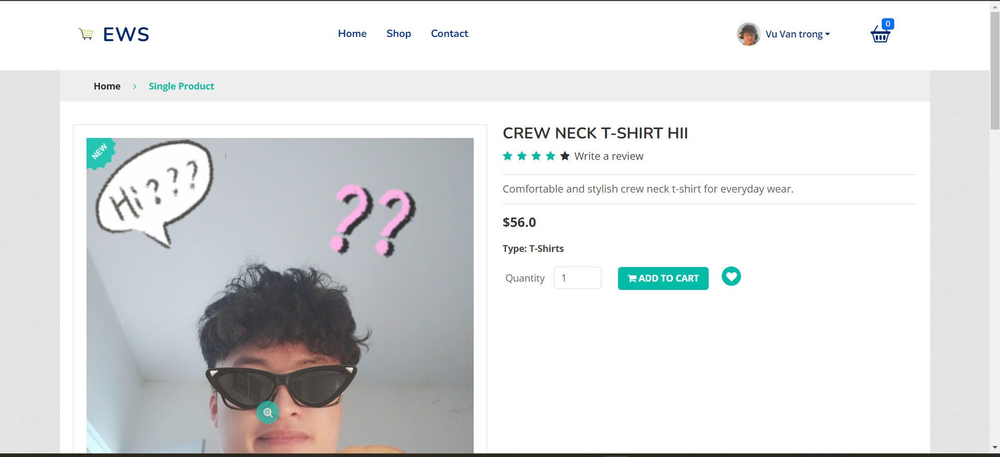 EWS
Home
Shop
Contact
Vu Van trong
0
Home
Single Product
NEW
Hi???
??
CREW NECK T-SHIRT HII
Write a review
Comfortable and stylish crew neck t-shirt for everyday wear.
$56.0
Type: T-Shirts
Quantity
1
ADD TO CART